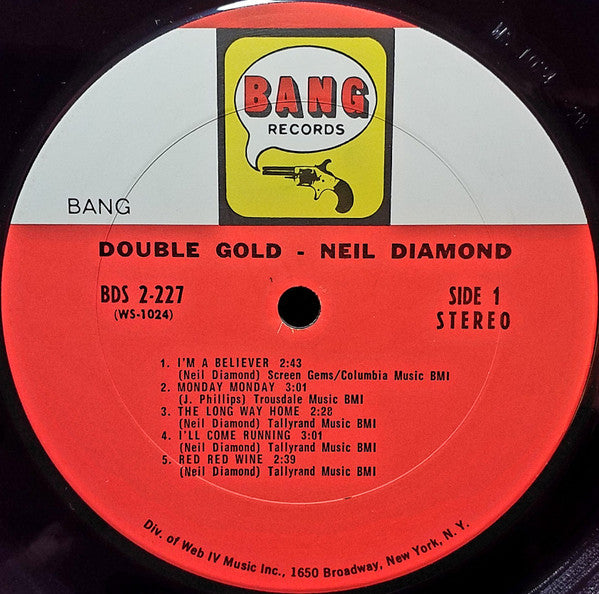 BANG
RECORDS
BANG
DOUBLE GOLD - NEIL DIAMOND
BDS 2-227
(WS-1024)
SIDE 1
STEREO
1. I'M A BELIEVER 2:43
(Neil Diamond) Screen Gems/Columbia Music BMI
2. MONDAY MONDAY 3:01
(J. Phillips) Trousdale Music BMI
3. THE LONG WAY HOME 2:28
(Neil Diamond) Tallyrand Music BMI
4. I'LL COME RUNNING 3:01
(Neil Diamond) Tallyrand Music BMI
5. RED RED WINE 2:39
(Neil Diamond) Tallyrand Music BMI
Div. of Web IV Music Inc., 1650 Broadway, New York, N.Y.